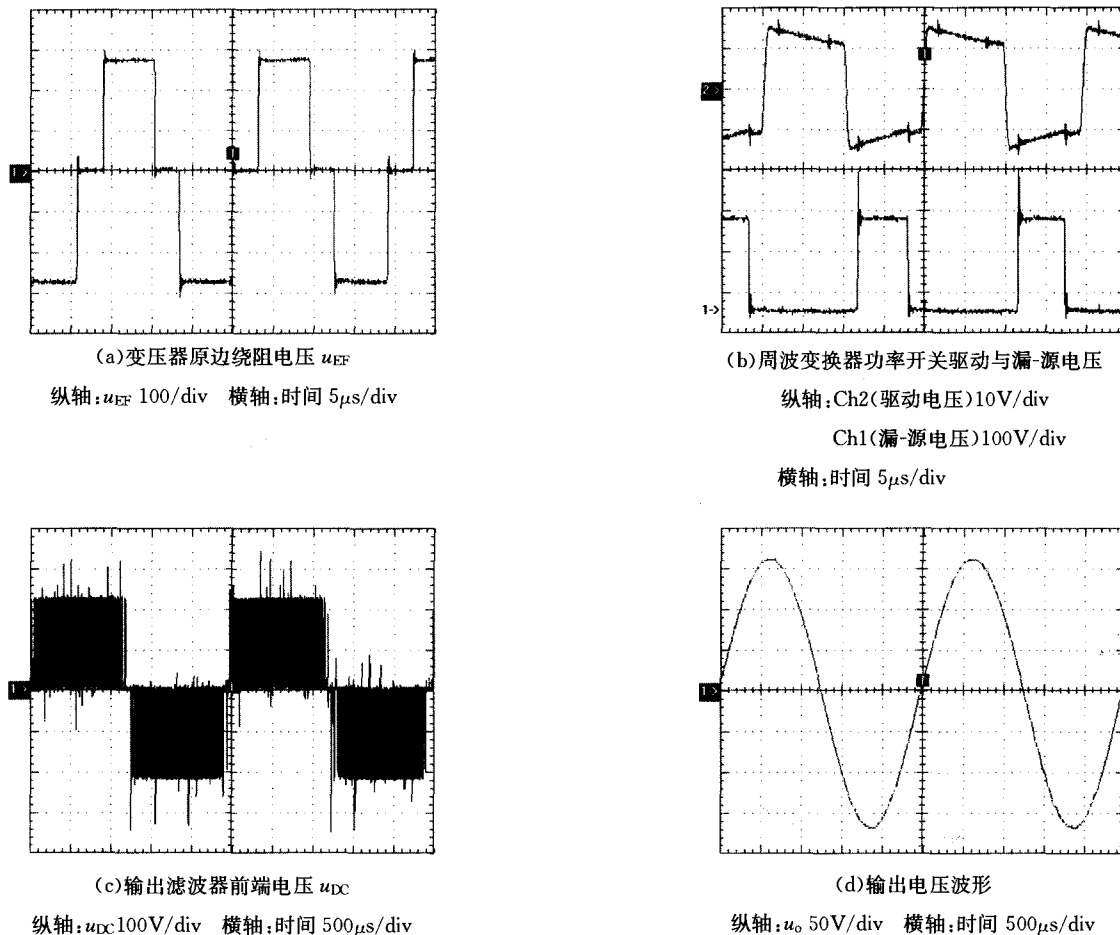 1->
(a)变压器原边绕阻电压 uEF
纵轴:uEF 100/div 横轴:时间 5μs/div
2->
1->
(b)周波变换器功率开关驱动与漏-源电压
纵轴:Ch2(驱动电压)10V/div
Ch1(漏-源电压)100V/div
横轴:时间 5μs/div
1->
(c)输出滤波器前端电压 uDC
纵轴:uDC100V/div 横轴:时间 500μs/div
1->
(d)输出电压波形
纵轴:uo 50V/div 横轴:时间 500μs/div